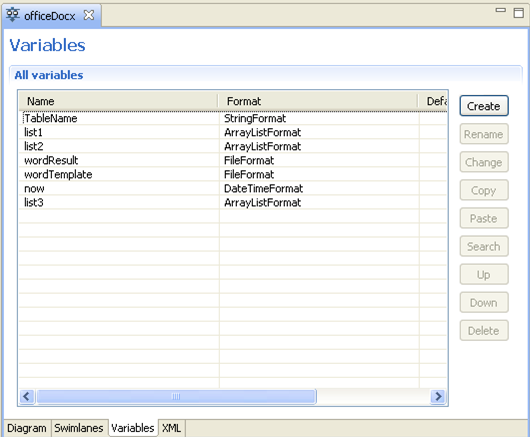 officeDocx
Variables
All variables
Name Format Defa
TableName StringFormat
list1 ArrayListFormat
list2 ArrayListFormat
wordResult FileFormat
wordTemplate FileFormat
now DateTimeFormat
list3 ArrayListFormat
Create
Rename
Change
Copy
Paste
Search
Up
Down
Delete
Diagram Swimlanes Variables XML